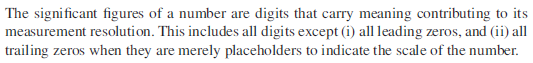 The significant figures of a number are digits that carry meaning contributing to its
measurement resolution. This includes all digits except (i) all leading zeros, and (ii) all
trailing zeros when they are merely placeholders to indicate the scale of the number.